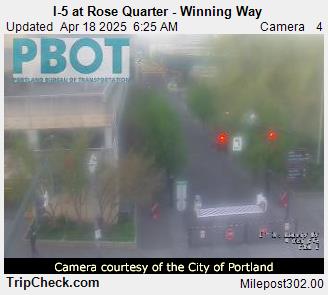 I-5 at Rose Quarter - Winning Way
Updated Apr 18 2025 6:25 AM Camera 4
PBOT
PORTLAND BUREAU OF TRANSPORTATION
Camera courtesy of the City of Portland
TripCheck.com Milepost302.00